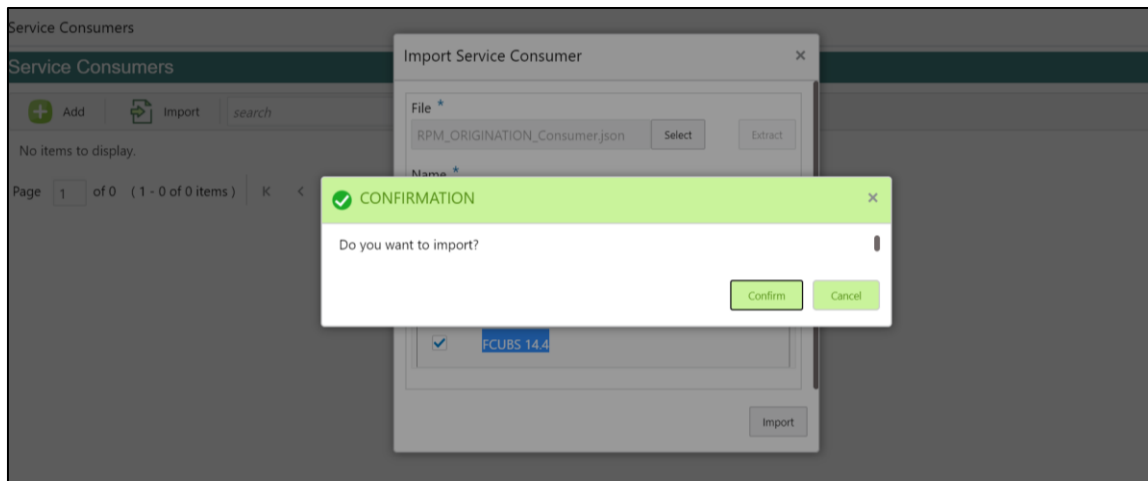 Service Consumers
Import Service Consumer ×
Service Consumers
File *
Add Import search
RPM_ORIGINATION_Consumer.json Select Extract
No items to display.
Name *
Page 1 of 0 ( 1 - 0 of 0 items )
CONFIRMATION ×
Do you want to import?
Confirm Cancel
FCUBS 14.4
Import